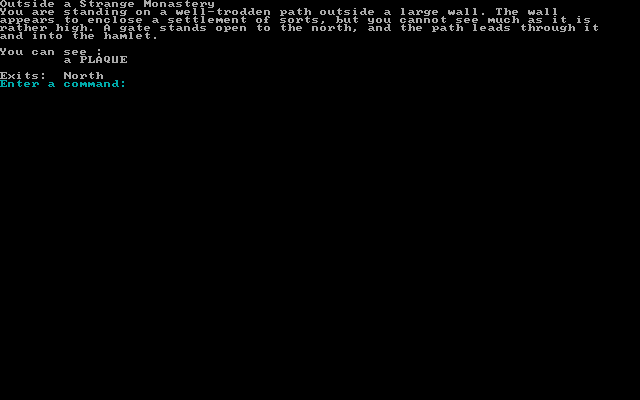 Outside a Strange Monastery
You are standing on a well-trodden path outside a large wall. The wall
appears to enclose a settlement of sorts, but you cannot see much as it is
rather high. A gate stands open to the north, and the path leads through it
and into the hamlet.
You can see :
a PLAQUE
Exits: North
Enter a command: